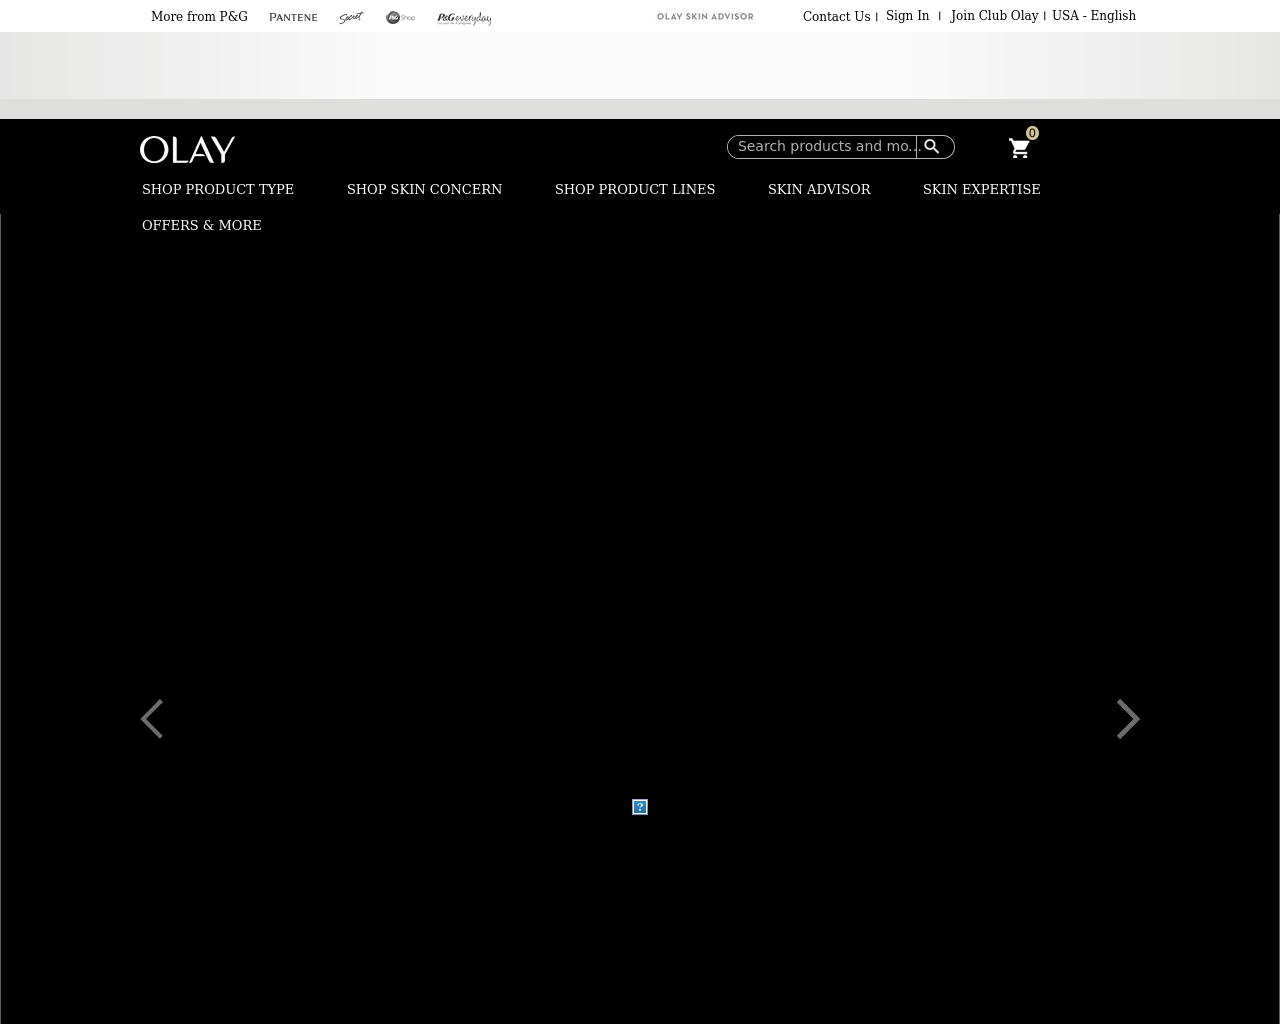 More from P&G PANTENE Secret P&G Shop P&G everyday OLAY SKIN ADVISOR Contact Us | Sign In | Join Club Olay | USA - English
0
OLAY Search products and mo...
SHOP PRODUCT TYPE SHOP SKIN CONCERN SHOP PRODUCT LINES SKIN ADVISOR SKIN EXPERTISE
OFFERS & MORE